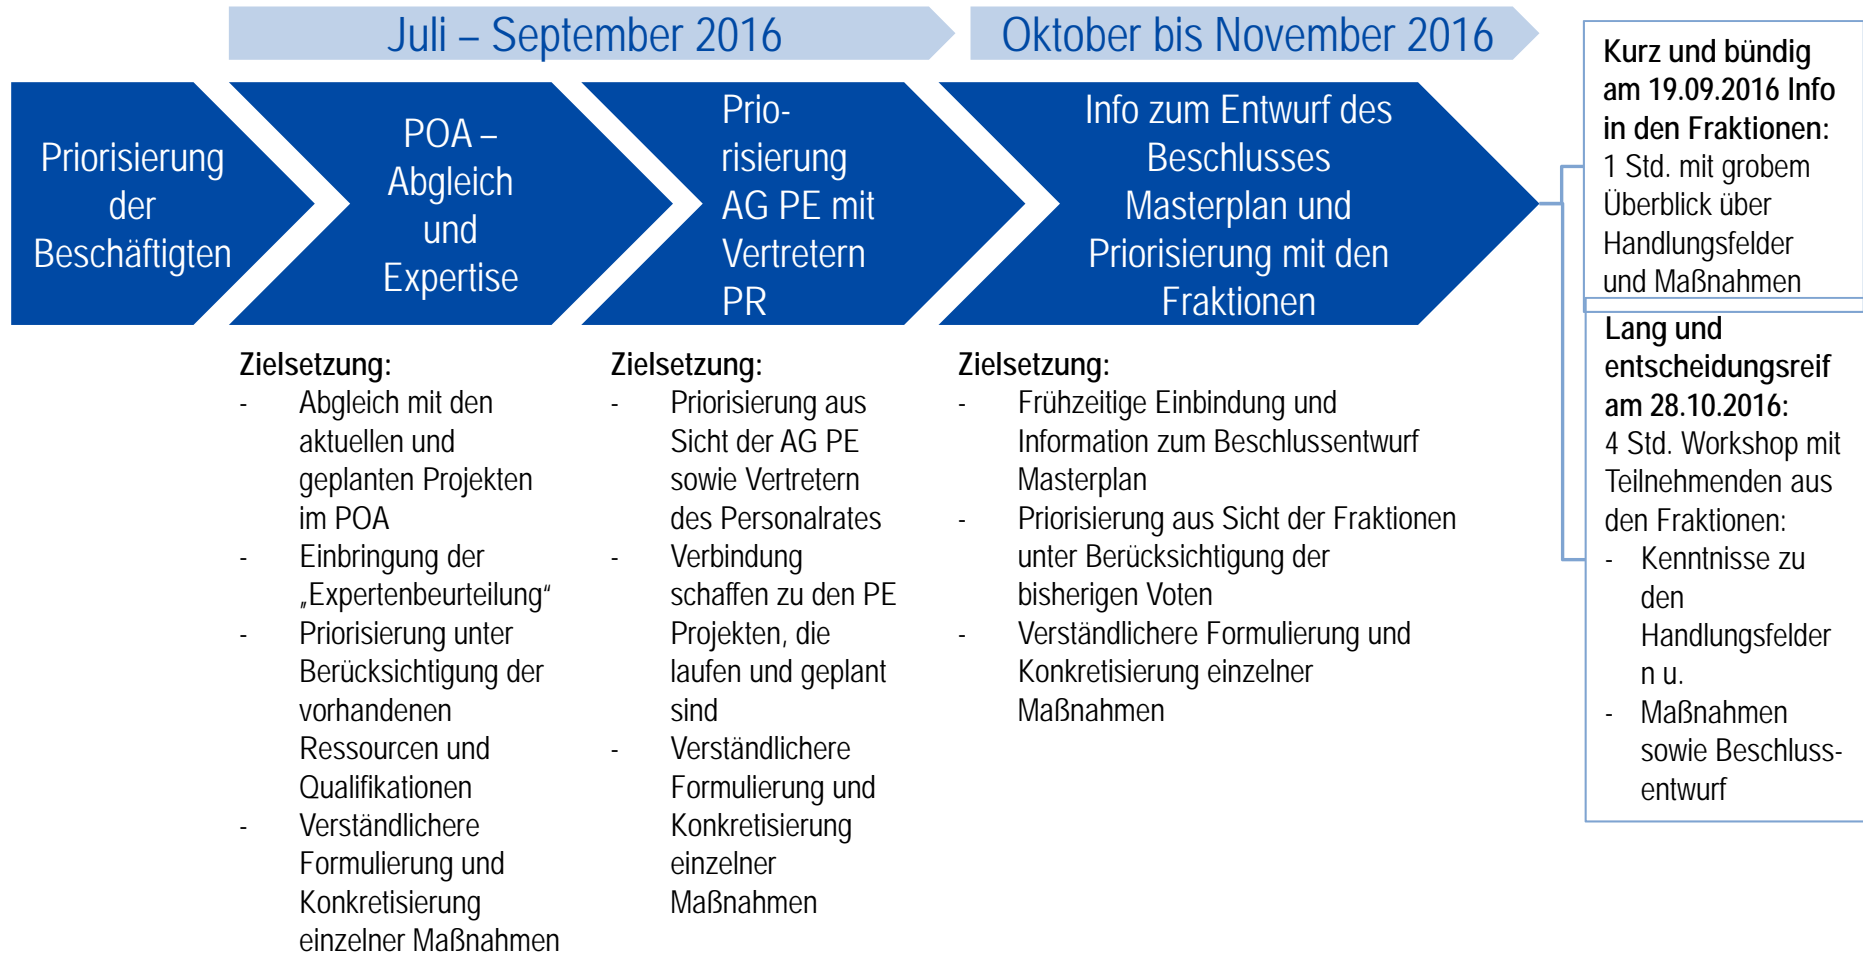 Juli – September 2016
Oktober bis November 2016
Priorisierung
der
Beschäftigten
POA –
Abgleich
und
Expertise
Prio-
risierung
AG PE mit
Vertretern
PR
Info zum Entwurf des
Beschlusses
Masterplan und
Priorisierung mit den
Fraktionen
Kurz und bündig
am 19.09.2016 Info
in den Fraktionen:
1 Std. mit grobem
Überblick über
Handlungsfelder
und Maßnahmen
Lang und
entscheidungsreif
am 28.10.2016:
4 Std. Workshop mit
Teilnehmenden aus
den Fraktionen:
- Kenntnisse zu
den
Handlungsfelder
n u.
- Maßnahmen
sowie Beschluss-
entwurf
Zielsetzung:
- Abgleich mit den
aktuellen und
geplanten Projekten
im POA
- Einbringung der
„Expertenbeurteilung“
- Priorisierung unter
Berücksichtigung der
vorhandenen
Ressourcen und
Qualifikationen
- Verständlichere
Formulierung und
Konkretisierung
einzelner Maßnahmen
Zielsetzung:
- Priorisierung aus
Sicht der AG PE
sowie Vertretern
des Personalrates
- Verbindung
schaffen zu den PE
Projekten, die
laufen und geplant
sind
- Verständlichere
Formulierung und
Konkretisierung
einzelner
Maßnahmen
Zielsetzung:
- Frühzeitige Einbindung und
Information zum Beschlussentwurf
Masterplan
- Priorisierung aus Sicht der Fraktionen
unter Berücksichtigung der
bisherigen Voten
- Verständlichere Formulierung und
Konkretisierung einzelner
Maßnahmen